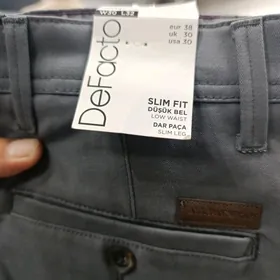 W30 L32
DeFacto
eur 38
uk 30
usa 30
SLIM FIT
DÜŞÜK BEL
LOW WAIST
DAR PAÇA
SLIM LEG